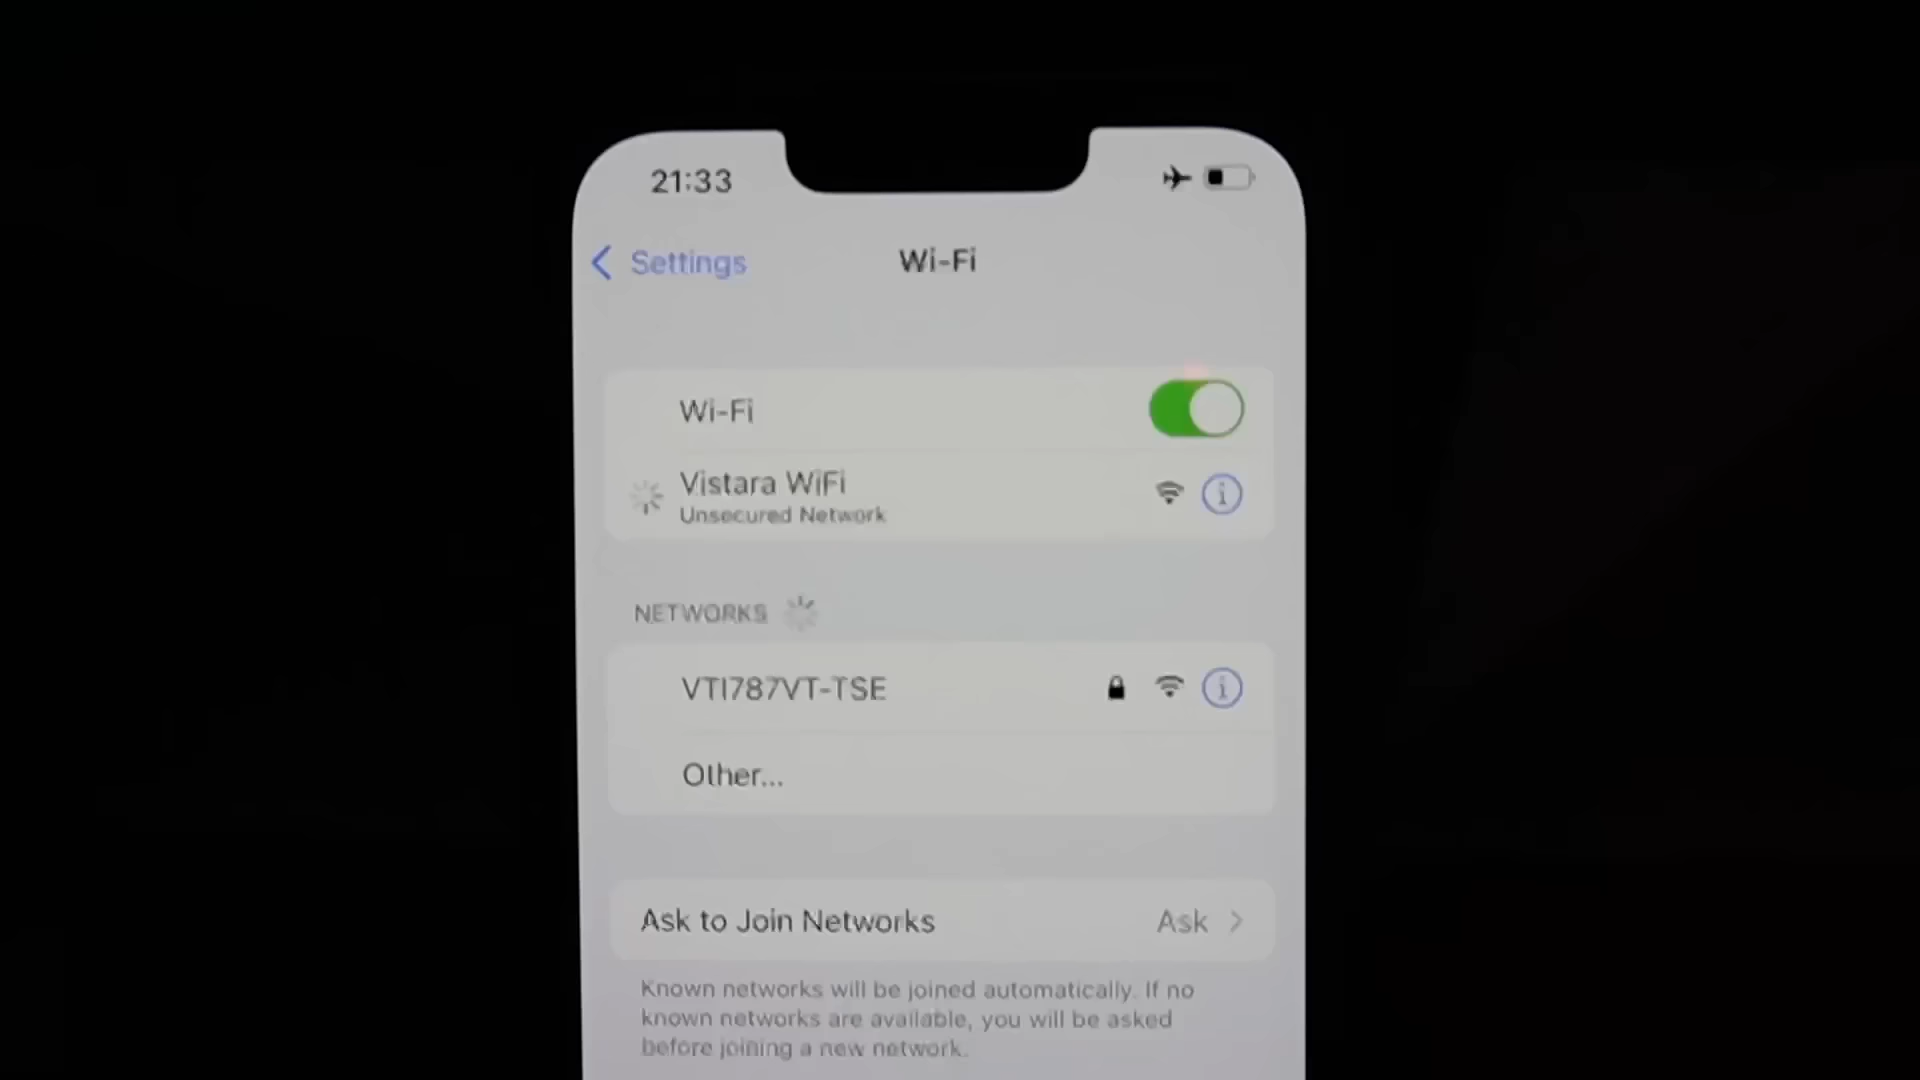 21:33
Settings
Wi-Fi
Wi-Fi
Vistara WiFi
Unsecured Network
NETWORKS
VTI787VT-TSE
Other...
Ask to Join Networks
Ask
Known networks will be joined automatically. If no
known networks are available, you will be asked
before joining a new network.